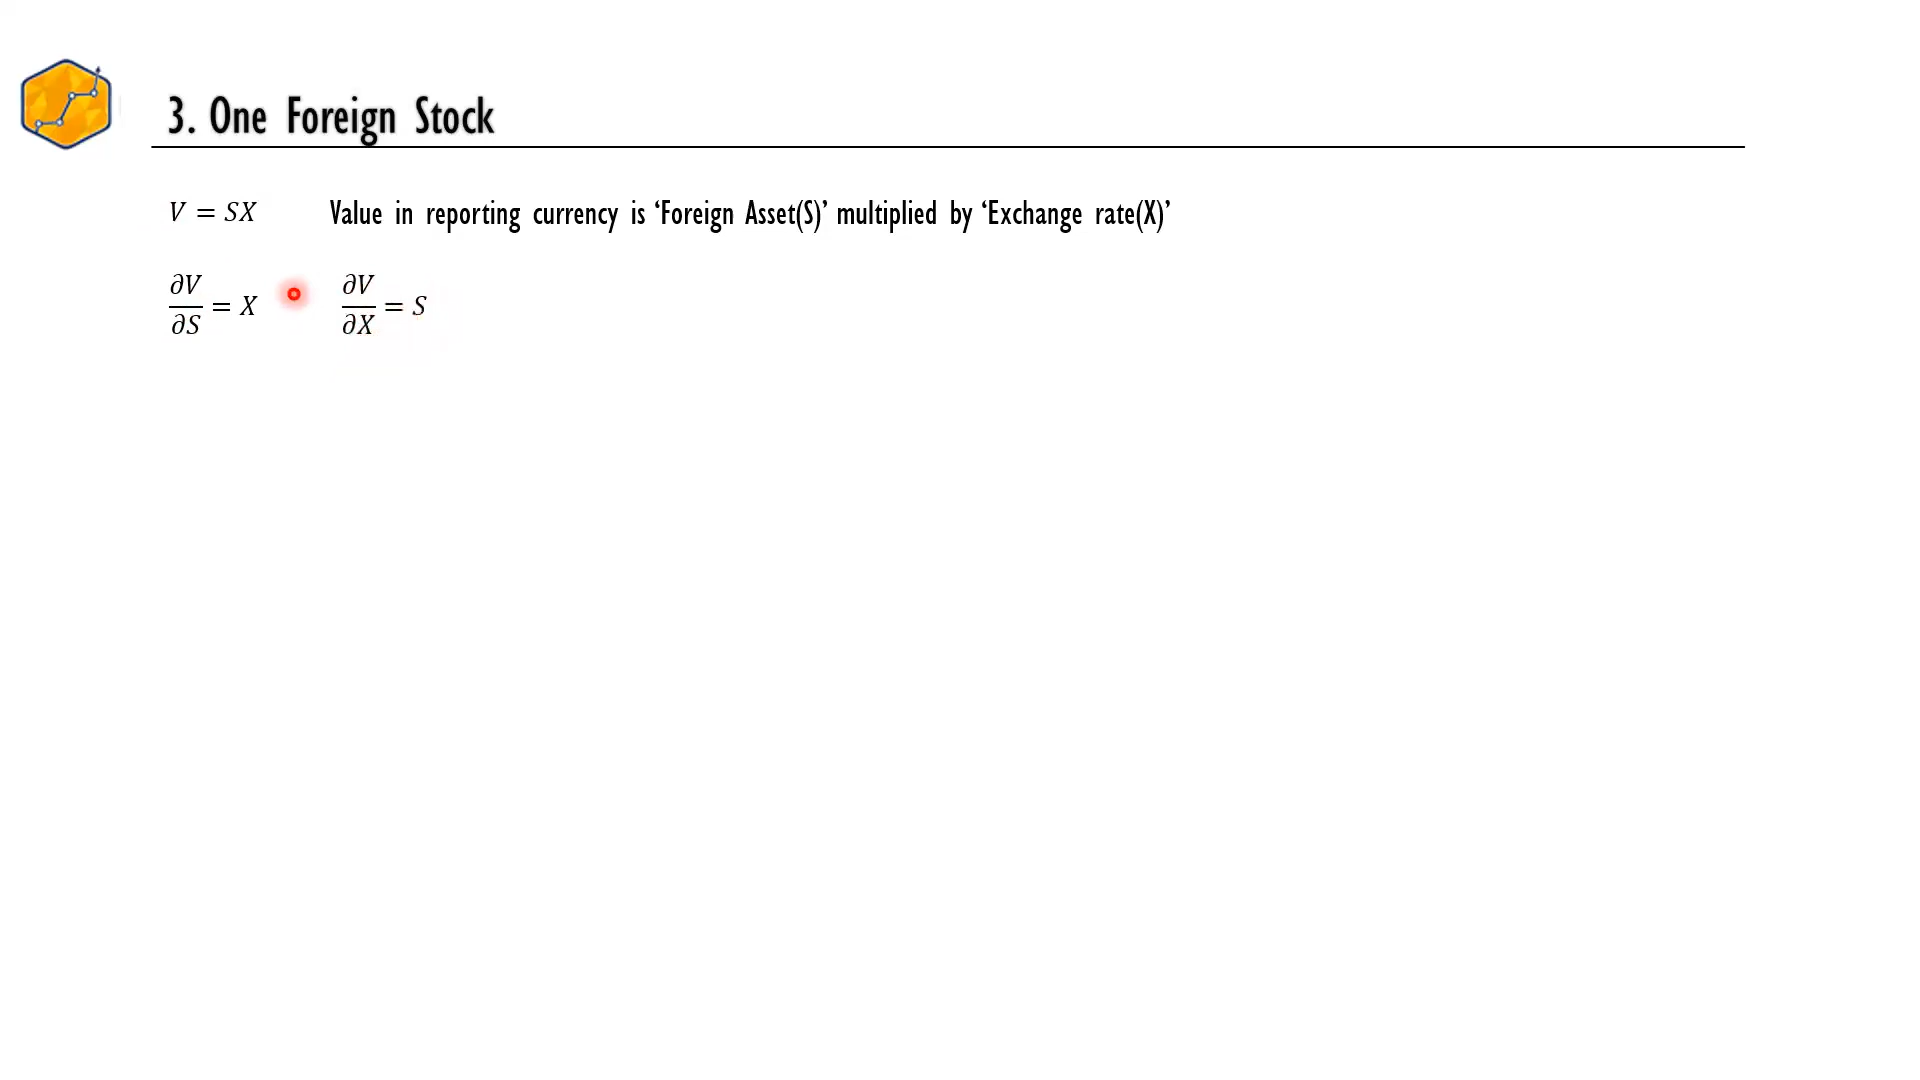 3. One Foreign Stock
V = SX Value in reporting currency is ‘Foreign Asset(S)’ multiplied by ‘Exchange rate(X)’
∂V/∂S = X ∂V/∂X = S